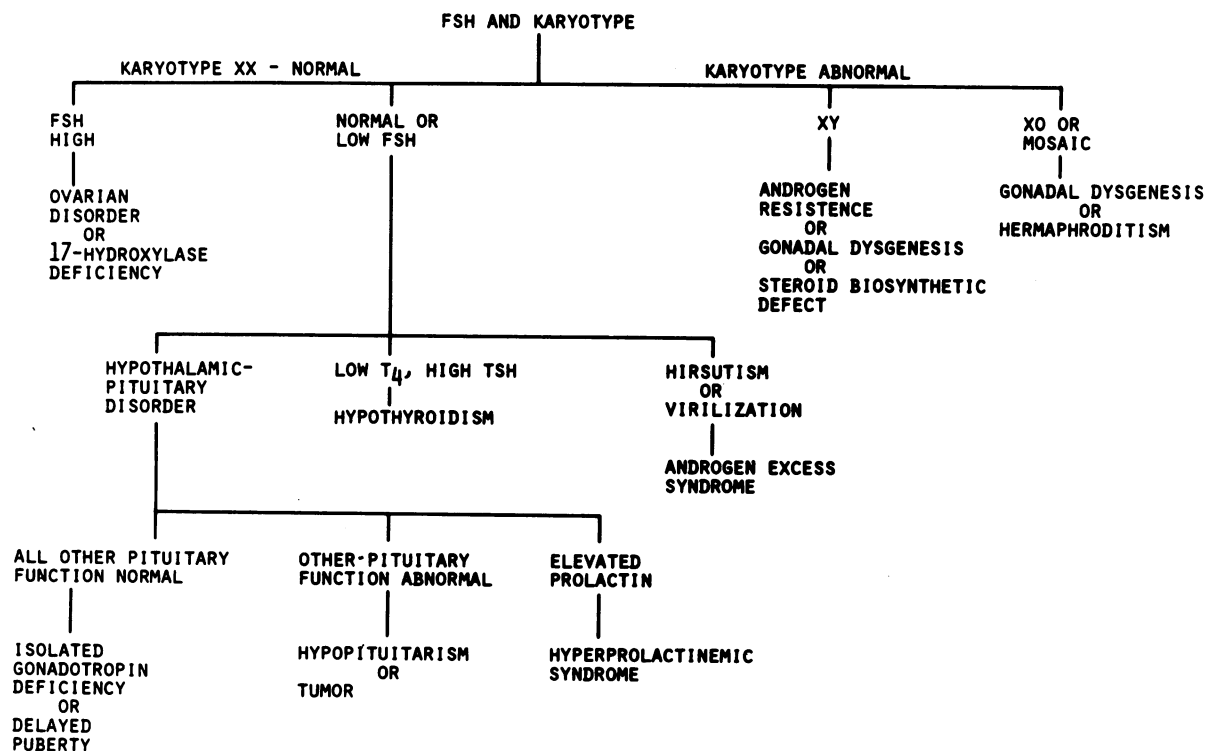 FSH AND KARYOTYPE
KARYOTYPE XX - NORMAL
KARYOTYPE ABNORMAL
FSH
HIGH
NORMAL OR
LOW FSH
XY
XO OR
MOSAIC
OVARIAN
DISORDER
OR
17-HYDROXYLASE
DEFICIENCY
ANDROGEN
RESISTENCE
OR
GONADAL DYSGENESIS
OR
STEROID BIOSYNTHETIC
DEFECT
GONADAL DYSGENESIS
OR
HERMAPHRODITISM
HYPOTHALAMIC-
PITUITARY
DISORDER
LOW T4, HIGH TSH
HYPOTHYROIDISM
HIRSUTISM
OR
VIRILIZATION
ANDROGEN EXCESS
SYNDROME
ALL OTHER PITUITARY
FUNCTION NORMAL
OTHER-PITUITARY
FUNCTION ABNORMAL
ELEVATED
PROLACTIN
ISOLATED
GONADOTROPIN
DEFICIENCY
OR
DELAYED
PUBERTY
HYPOPITUITARISM
OR
TUMOR
HYPERPROLACTINEMIC
SYNDROME